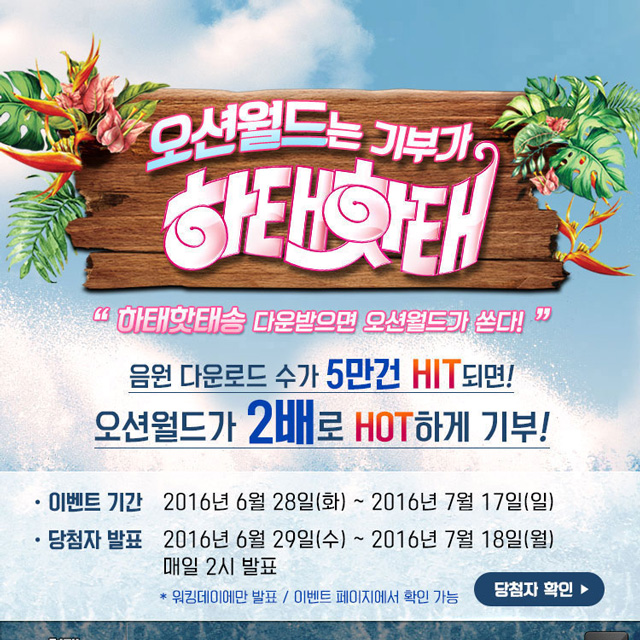 오션월드는 기부가
하태핫태
“ 하태핫태송 다운받으면 오션월드가 쏜다! ”
음원 다운로드 수가 5만건 HIT되면!
오션월드가 2배로 HOT하게 기부!
• 이벤트 기간 2016년 6월 28일(화) ~ 2016년 7월 17일(일)
• 당첨자 발표 2016년 6월 29일(수) ~ 2016년 7월 18일(월)
매일 2시 발표
* 워킹데이에만 발표 / 이벤트 페이지에서 확인 가능
당첨자 확인 ▶